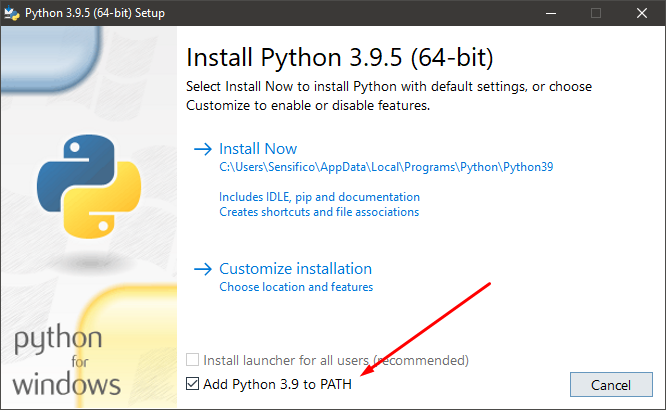 Python 3.9.5 (64-bit) Setup
Install Python 3.9.5 (64-bit)
Select Install Now to install Python with default settings, or choose
Customize to enable or disable features.
Install Now
C:\Users\Sensifico\AppData\Local\Programs\Python\Python39
Includes IDLE, pip and documentation
Creates shortcuts and file associations
Customize installation
Choose location and features
Install launcher for all users (recommended)
Add Python 3.9 to PATH
Cancel
python
for
windows